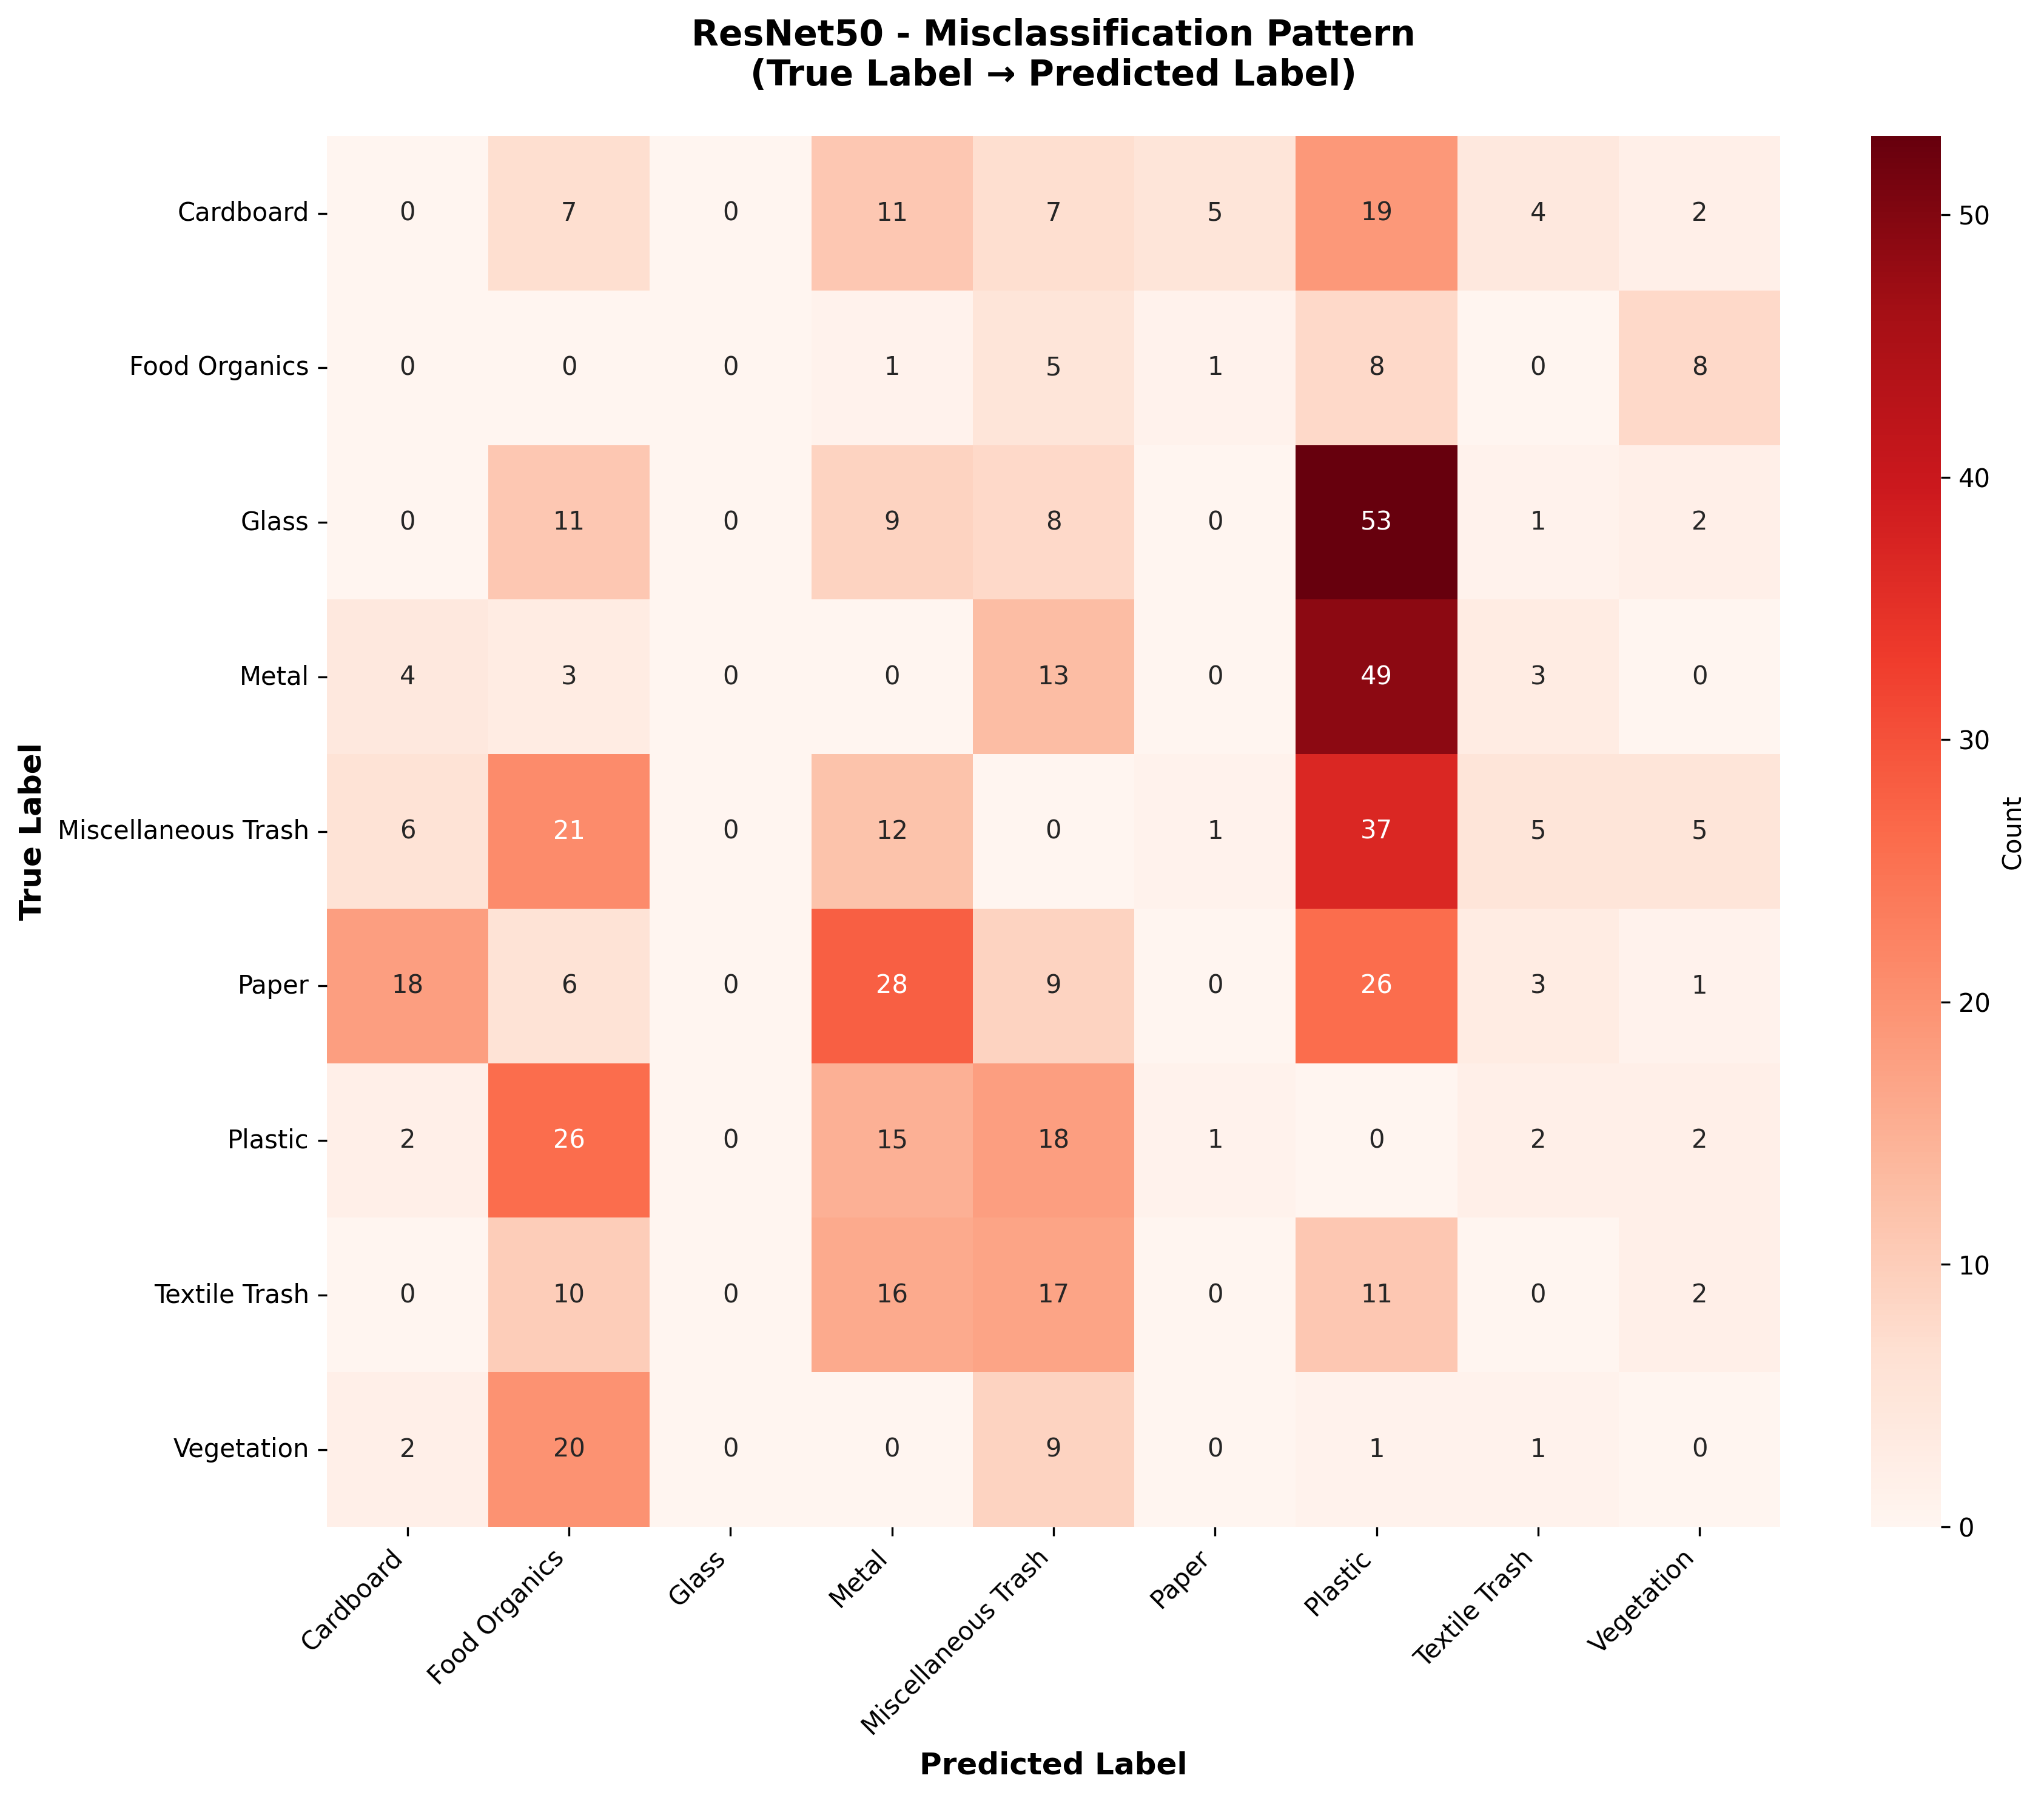 ResNet50 - Misclassification Pattern
(True Label → Predicted Label)
True Label
Cardboard 0 7 0 11 7 5 19 4 2
Food Organics 0 0 0 1 5 1 8 0 8
Glass 0 11 0 9 8 0 53 1 2
Metal 4 3 0 0 13 0 49 3 0
Miscellaneous Trash 6 21 0 12 0 1 37 5 5
Paper 18 6 0 28 9 0 26 3 1
Plastic 2 26 0 15 18 1 0 2 2
Textile Trash 0 10 0 16 17 0 11 0 2
Vegetation 2 20 0 0 9 0 1 1 0
Cardboard
Food Organics
Glass
Metal
Miscellaneous Trash
Paper
Plastic
Textile Trash
Vegetation
Predicted Label
50
40
30
20
10
0
Count